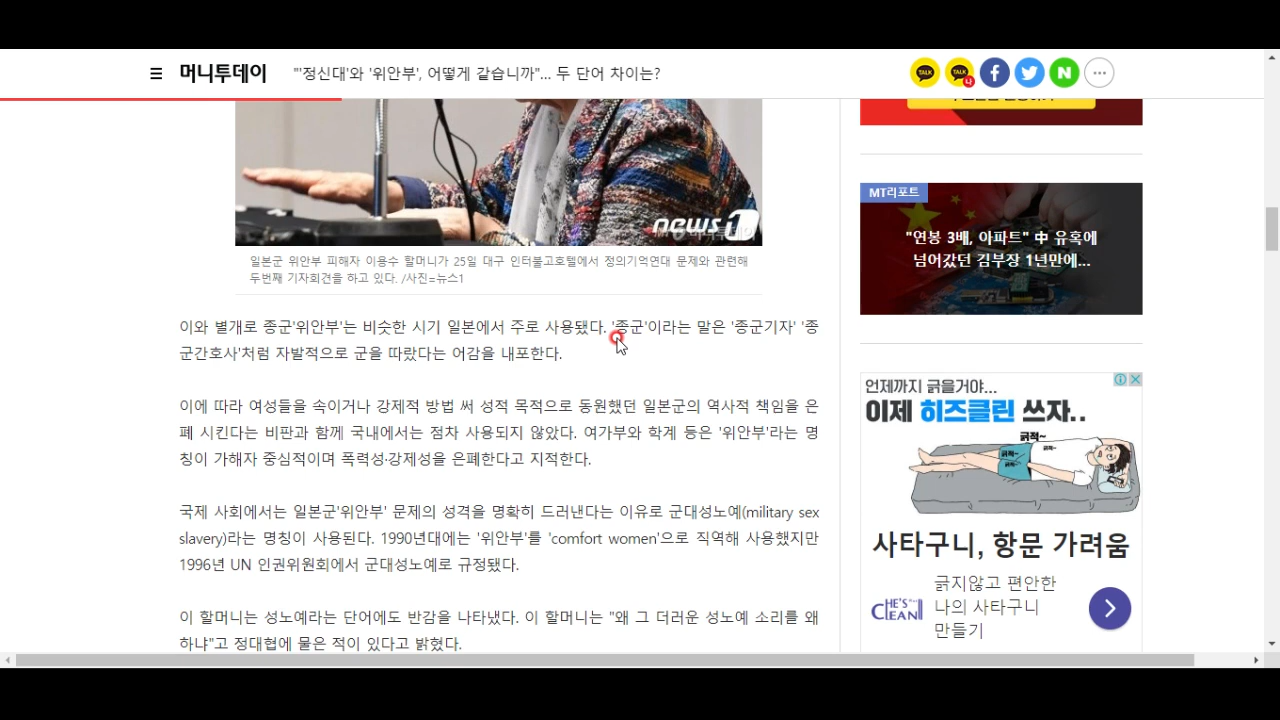 머니투데이
"'정신대'와 '위안부', 어떻게 같습니까"... 두 단어 차이는?
TALK
TALK
나
f
N
news1
일본군 위안부 피해자 이용수 할머니가 25일 대구 인터불고호텔에서 정의기억연대 문제와 관련해
두번째 기자회견을 하고 있다. /사진=뉴스1
이와 별개로 종군'위안부'는 비슷한 시기 일본에서 주로 사용됐다. '종군'이라는 말은 '종군기자' '종
군간호사'처럼 자발적으로 군을 따랐다는 어감을 내포한다.
이에 따라 여성들을 속이거나 강제적 방법 써 성적 목적으로 동원했던 일본군의 역사적 책임을 은
폐 시킨다는 비판과 함께 국내에서는 점차 사용되지 않았다. 여가부와 학계 등은 '위안부'라는 명
칭이 가해자 중심적이며 폭력성·강제성을 은폐한다고 지적한다.
국제 사회에서는 일본군'위안부' 문제의 성격을 명확히 드러낸다는 이유로 군대성노예(military sex
slavery)라는 명칭이 사용된다. 1990년대에는 '위안부'를 'comfort women'으로 직역해 사용했지만
1996년 UN 인권위원회에서 군대성노예로 규정됐다.
이 할머니는 성노예라는 단어에도 반감을 나타냈다. 이 할머니는 "왜 그 더러운 성노예 소리를 왜
하냐"고 정대협에 물은 적이 있다고 밝혔다.
MT리포트
"연봉 3배, 아파트" 中 유혹에
넘어갔던 김부장 1년만에...
언제까지 긁을거야...
이제 히즈클린 쓰자..
긁적~
긁적~
긁적~
긁적~
사타구니, 항문 가려움
HE'S CLEAN
긁지않고 편안한
나의 사타구니
만들기